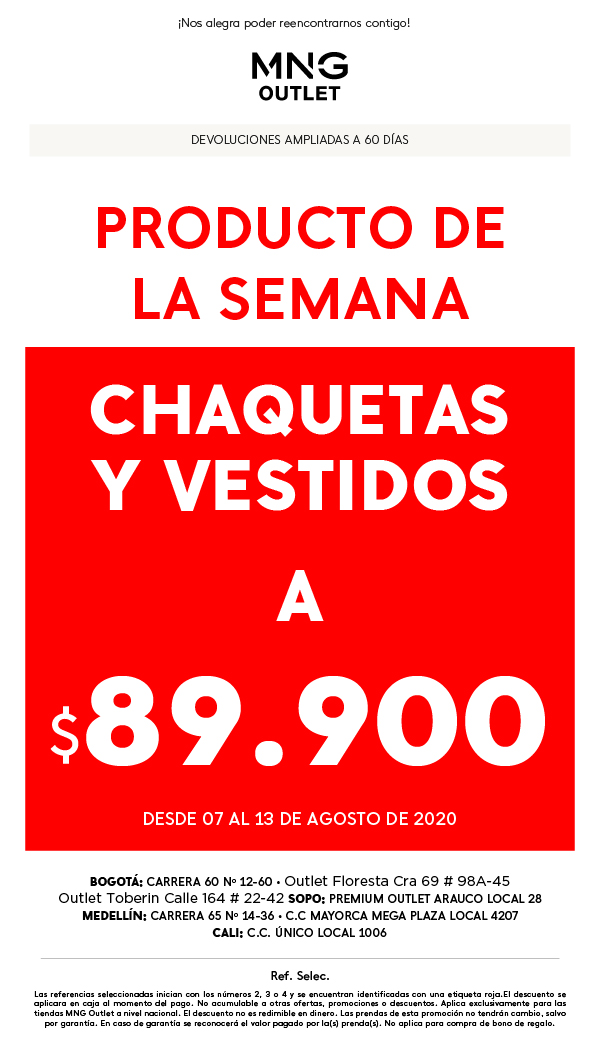 ¡Nos alegra poder reencontrarnos contigo!
MNG
OUTLET
DEVOLUCIONES AMPLIADAS A 60 DÍAS
PRODUCTO DE
LA SEMANA
CHAQUETAS
Y VESTIDOS
A
$89.900
DESDE 07 AL 13 DE AGOSTO DE 2020
BOGOTÁ: CARRERA 60 Nº 12-60 • Outlet Floresta Cra 69 # 98A-45
Outlet Toberin Calle 164 # 22-42 SOPO: PREMIUM OUTLET ARAUCO LOCAL 28
MEDELLÍN: CARRERA 65 Nº 14-36 • C.C MAYORCA MEGA PLAZA LOCAL 4207
CALI: C.C. ÚNICO LOCAL 1006
Ref. Selec.
Las referencias seleccionadas inician con los números 2, 3 o 4 y se encuentran identificadas con una etiqueta roja.El descuento se
aplicara en caja al momento del pago. No acumulable a otras ofertas, promociones o descuentos. Aplica exclusivamente para las
tiendas MNG Outlet a nivel nacional. El descuento no es redimible en dinero. Las prendas de esta promoción no tendrán cambio, salvo
por garantía. En caso de garantía se reconocerá el valor pagado por la(s) prenda(s). No aplica para compra de bono de regalo.